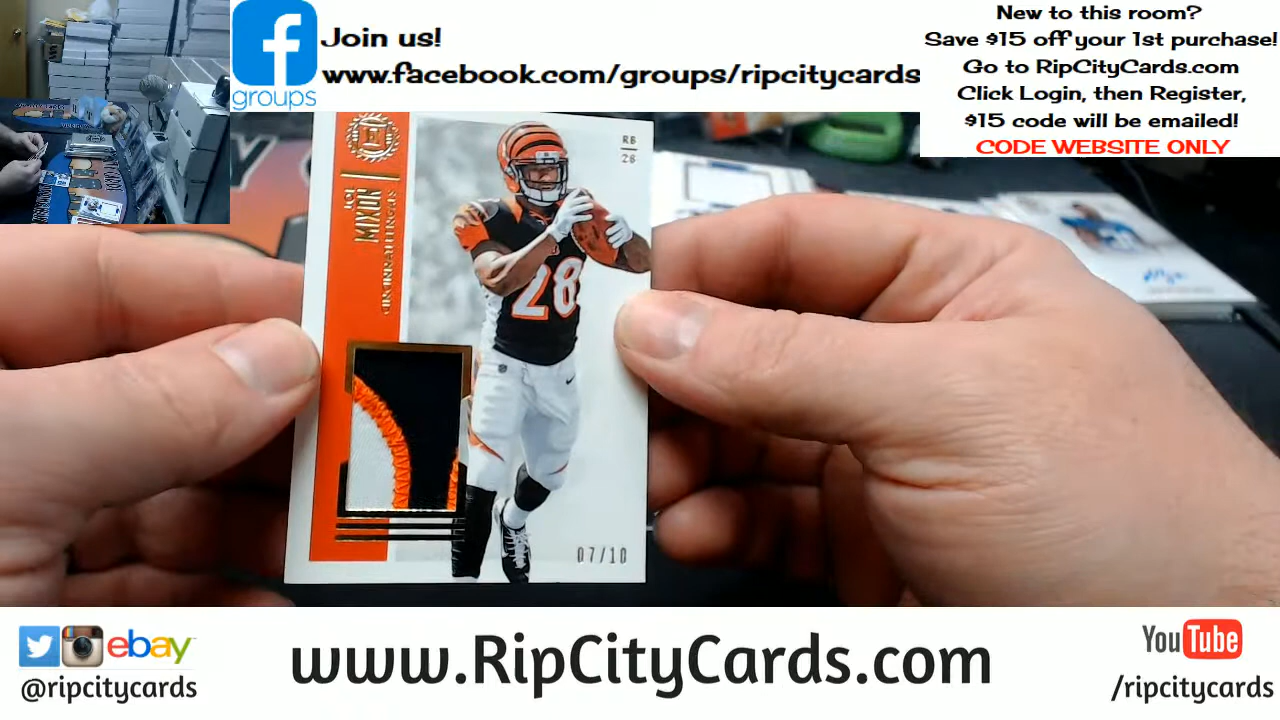 Join us!
www.facebook.com/groups/ripcitycards
groups
New to this room?
Save $15 off your 1st purchase!
Go to RipCityCards.com
Click Login, then Register,
$15 code will be emailed!
CODE WEBSITE ONLY
RB
28
E
JOE
MIXON
CINCINNATI BENGALS
28
07/10
ebay
@ripcitycards
www.RipCityCards.com
YouTube
/ripcitycards